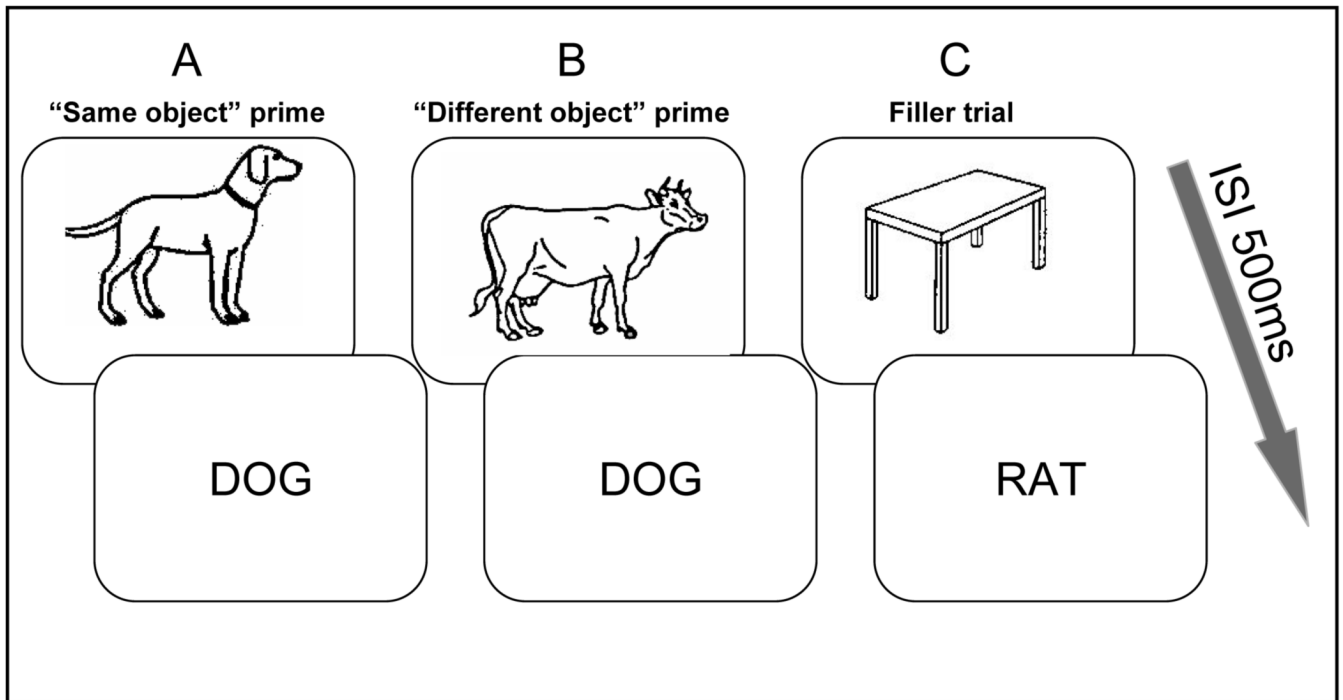 A
“Same object” prime
DOG
B
“Different object” prime
DOG
C
Filler trial
RAT
ISI 500ms